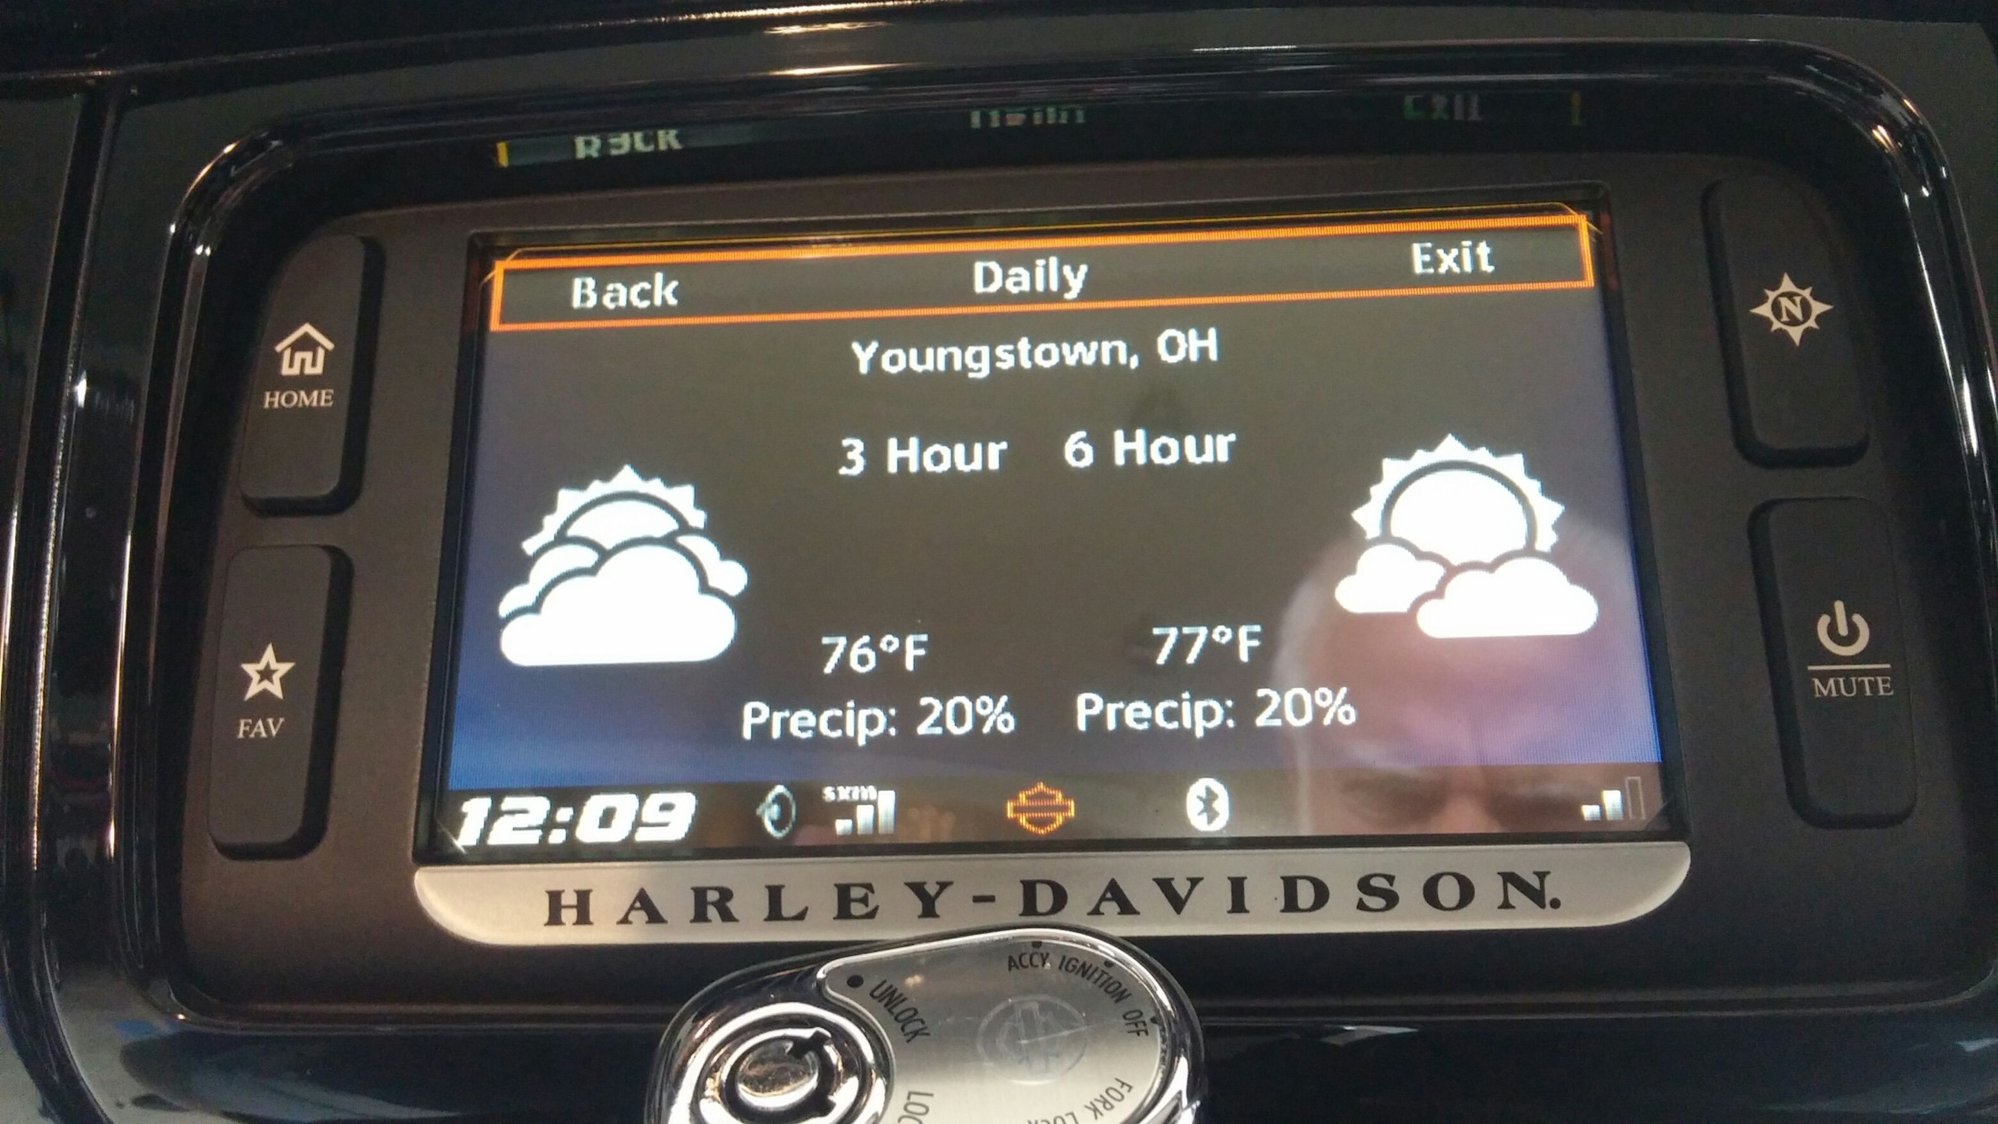 Back Daily Exit
Youngstown, OH
3 Hour 6 Hour
76°F 77°F
Precip: 20% Precip: 20%
12:09 sxm
HOME
FAV
N
MUTE
HARLEY-DAVIDSON.
ACCY IGNITION OFF
UNLOCK
FORK